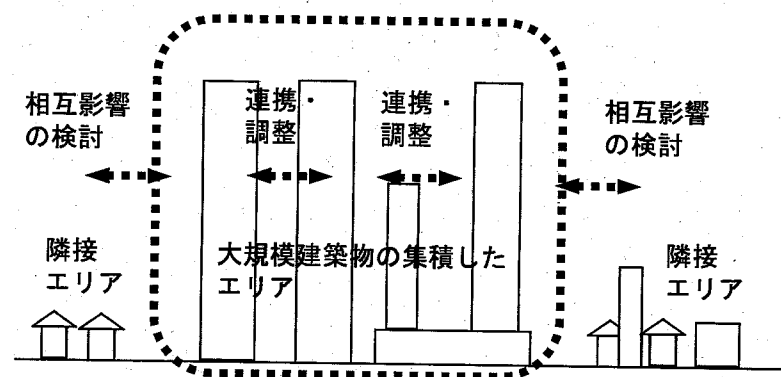 相互影響
の検討
連携・
調整
連携・
調整
相互影響
の検討
隣接
エリア
大規模建築物の集積した
エリア
隣接
エリア